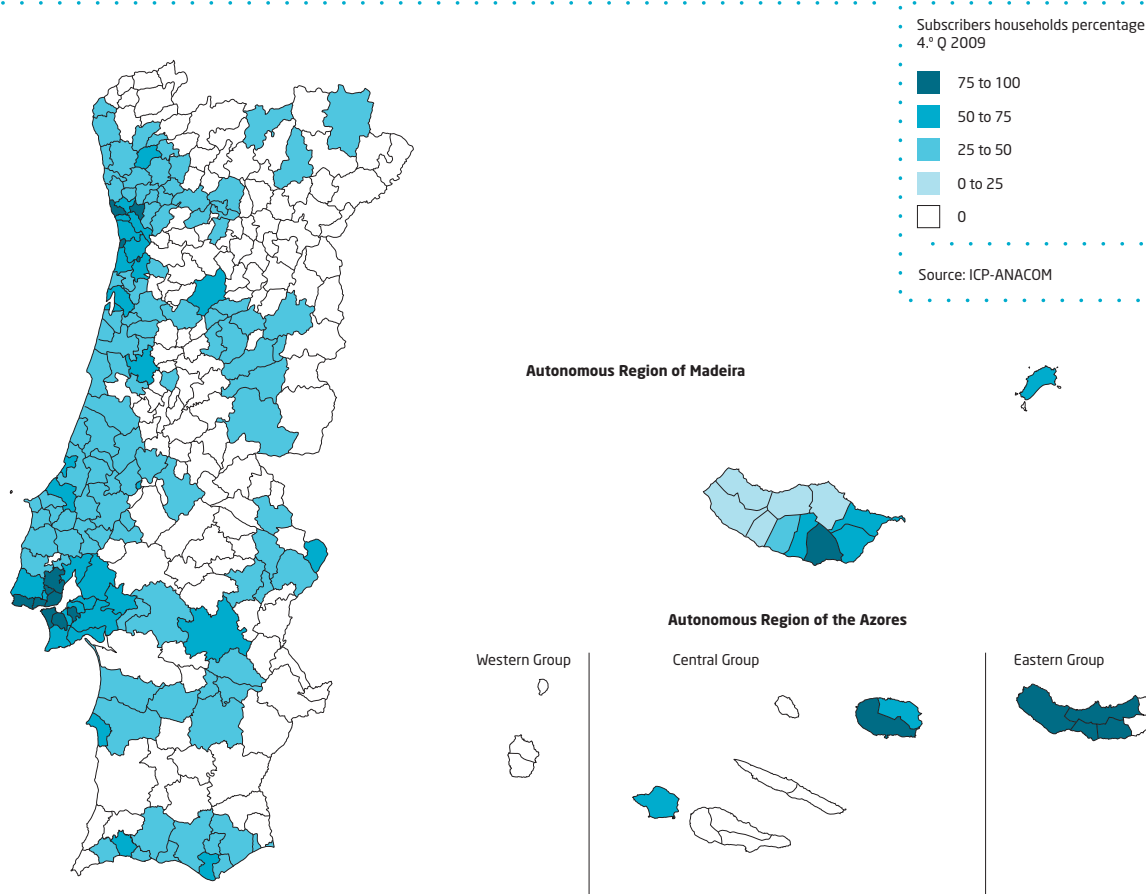 Subscribers households percentage
4.º Q 2009
75 to 100
50 to 75
25 to 50
0 to 25
0
Source: ICP-ANACOM
Autonomous Region of Madeira
Autonomous Region of the Azores
Western Group
Central Group
Eastern Group